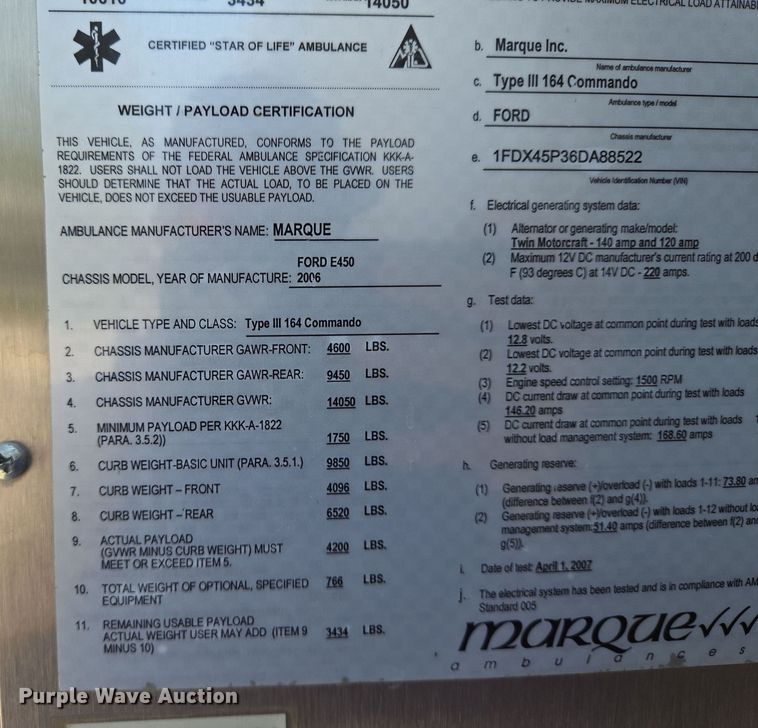 3434
14050
CERTIFIED "STAR OF LIFE" AMBULANCE
WEIGHT / PAYLOAD CERTIFICATION
THIS VEHICLE, AS MANUFACTURED, CONFORMS TO THE PAYLOAD
REQUIREMENTS OF THE FEDERAL AMBULANCE SPECIFICATION KKK-A-
1822. USERS SHALL NOT LOAD THE VEHICLE ABOVE THE GVWR. USERS
SHOULD DETERMINE THAT THE ACTUAL LOAD, TO BE PLACED ON THE
VEHICLE, DOES NOT EXCEED THE USUABLE PAYLOAD.
AMBULANCE MANUFACTURER'S NAME: MARQUE
FORD E450
CHASSIS MODEL, YEAR OF MANUFACTURE: 2006
1. VEHICLE TYPE AND CLASS: Type III 164 Commando
2. CHASSIS MANUFACTURER GAWR-FRONT: 4600 LBS.
3. CHASSIS MANUFACTURER GAWR-REAR: 9450 LBS.
4. CHASSIS MANUFACTURER GVWR: 14050 LBS.
5. MINIMUM PAYLOAD PER KKK-A-1822
(PARA. 3.5.2)) 1750 LBS.
6. CURB WEIGHT-BASIC UNIT (PARA. 3.5.1.) 9850 LBS.
7. CURB WEIGHT – FRONT 4096 LBS.
8. CURB WEIGHT – REAR 6520 LBS.
9. ACTUAL PAYLOAD
(GVWR MINUS CURB WEIGHT) MUST 4200 LBS.
MEET OR EXCEED ITEM 5.
10. TOTAL WEIGHT OF OPTIONAL, SPECIFIED 766 LBS.
EQUIPMENT
11. REMAINING USABLE PAYLOAD
ACTUAL WEIGHT USER MAY ADD (ITEM 9 3434 LBS.
MINUS 10)
MAXIMUM ELECTRICAL LOAD ATTAINABL
b. Marque Inc.
Name of ambulance manufacturer
c. Type III 164 Commando
Ambulance type / model
d. FORD
Chassis manufacturer
e. 1FDX45P36DA88522
Vehicle Identification Number (VIN)
f. Electrical generating system data:
(1) Alternator or generating make/model:
Twin Motorcraft - 140 amp and 120 amp
(2) Maximum 12V DC manufacturer's current rating at 200 d
F (93 degrees C) at 14V DC - 220 amps.
g. Test data:
(1) Lowest DC voltage at common point during test with loads
12.8 volts.
(2) Lowest DC voltage at common point during test with loads
12.2 volts.
(3) Engine speed control setting: 1500 RPM
(4) DC current draw at common point during test with loads
146.20 amps
(5) DC current draw at common point during test with loads
without load management system: 168.60 amps
h. Generating reserve:
(1) Generating reserve (+)/overload (-) with loads 1-11: 73.80 am
(difference between f(2) and g(4)).
(2) Generating reserve (+)/overload (-) with loads 1-12 without loa
management system: 51.40 amps (difference between f(2) and
g(5)).
i. Date of test: April 1, 2007
j. The electrical system has been tested and is in compliance with AM
Standard 005
marque
ambulances
Purple Wave Auction